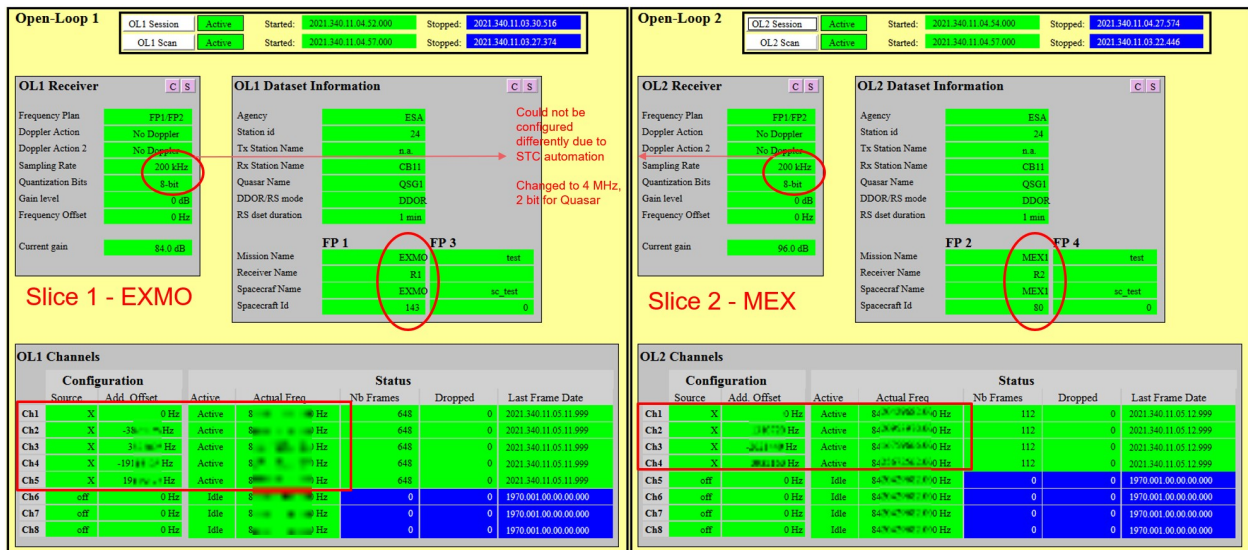 Open-Loop 1
OL1 Session Active Started: 2021.340.11.04.52.000 Stopped: 2021.340.11.03.30.516
OL1 Scan Active Started: 2021.340.11.04.57.000 Stopped: 2021.340.11.03.27.374
OL1 Receiver C S
Frequency Plan FP1/FP2
Doppler Action No Doppler
Doppler Action 2 No Doppler
Sampling Rate 200 kHz
Quantization Bits 8-bit
Gain level 0 dB
Frequency Offset 0 Hz
Current gain 84.0 dB
Slice 1 - EXMO
OL1 Dataset Information C S
Agency ESA
Station id 24
Tx Station Name n.a.
Rx Station Name CB11
Quasar Name QSG1
DDOR/RS mode DDOR
RS dset duration 1 min
FP 1 FP 3
Mission Name EXMO test
Receiver Name R1
Spacecraf Name EXMO sc_test
Spacecraft Id 143 0
Could not be
configured
differently due to
STC automation
Changed to 4 MHz,
2 bit for Quasar
OL1 Channels
Configuration Status
Source Add. Offset Active Actual Freq Nb Frames Dropped Last Frame Date
Ch1 X 0 Hz Active Hz 648 0 2021.340.11.05.11.999
Ch2 X Hz Active Hz 648 0 2021.340.11.05.11.999
Ch3 X Hz Active Hz 648 0 2021.340.11.05.11.999
Ch4 X Hz Active Hz 648 0 2021.340.11.05.11.999
Ch5 X Hz Active Hz 648 0 2021.340.11.05.11.999
Ch6 off 0 Hz Idle Hz 0 0 1970.001.00.00.00.000
Ch7 off 0 Hz Idle Hz 0 0 1970.001.00.00.00.000
Ch8 off 0 Hz Idle Hz 0 0 1970.001.00.00.00.000
Open-Loop 2
OL2 Session Active Started: 2021.340.11.04.54.000 Stopped: 2021.340.11.04.27.574
OL2 Scan Active Started: 2021.340.11.04.57.000 Stopped: 2021.340.11.03.22.446
OL2 Receiver C S
Frequency Plan FP1/FP2
Doppler Action No Doppler
Doppler Action 2 No Doppler
Sampling Rate 200 kHz
Quantization Bits 8-bit
Gain level 0 dB
Frequency Offset 0 Hz
Current gain 96.0 dB
Slice 2 - MEX
OL2 Dataset Information C S
Agency ESA
Station id 24
Tx Station Name n.a.
Rx Station Name CB11
Quasar Name QSG1
DDOR/RS mode DDOR
RS dset duration 1 min
FP 2 FP 4
Mission Name MEX1 test
Receiver Name R2
Spacecraf Name MEX1 sc_test
Spacecraft Id 80 0
OL2 Channels
Configuration Status
Source Add. Offset Active Actual Freq Nb Frames Dropped Last Frame Date
Ch1 X 0 Hz Active Hz 112 0 2021.340.11.05.12.999
Ch2 X Hz Active Hz 112 0 2021.340.11.05.12.999
Ch3 X Hz Active Hz 112 0 2021.340.11.05.12.999
Ch4 X Hz Active Hz 112 0 2021.340.11.05.12.999
Ch5 off 0 Hz Idle Hz 0 0 1970.001.00.00.00.000
Ch6 off 0 Hz Idle Hz 0 0 1970.001.00.00.00.000
Ch7 off 0 Hz Idle Hz 0 0 1970.001.00.00.00.000
Ch8 off 0 Hz Idle Hz 0 0 1970.001.00.00.00.000